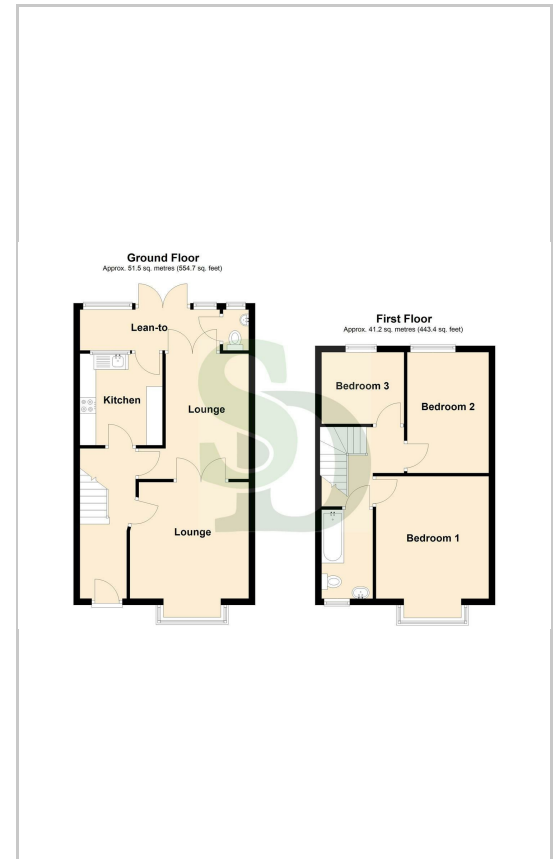 Ground Floor
Approx. 51.5 sq. metres (554.7 sq. feet)
Lean-to
Kitchen
Lounge
Lounge
First Floor
Approx. 41.2 sq. metres (443.4 sq. feet)
Bedroom 3
Bedroom 2
Bedroom 1
SD